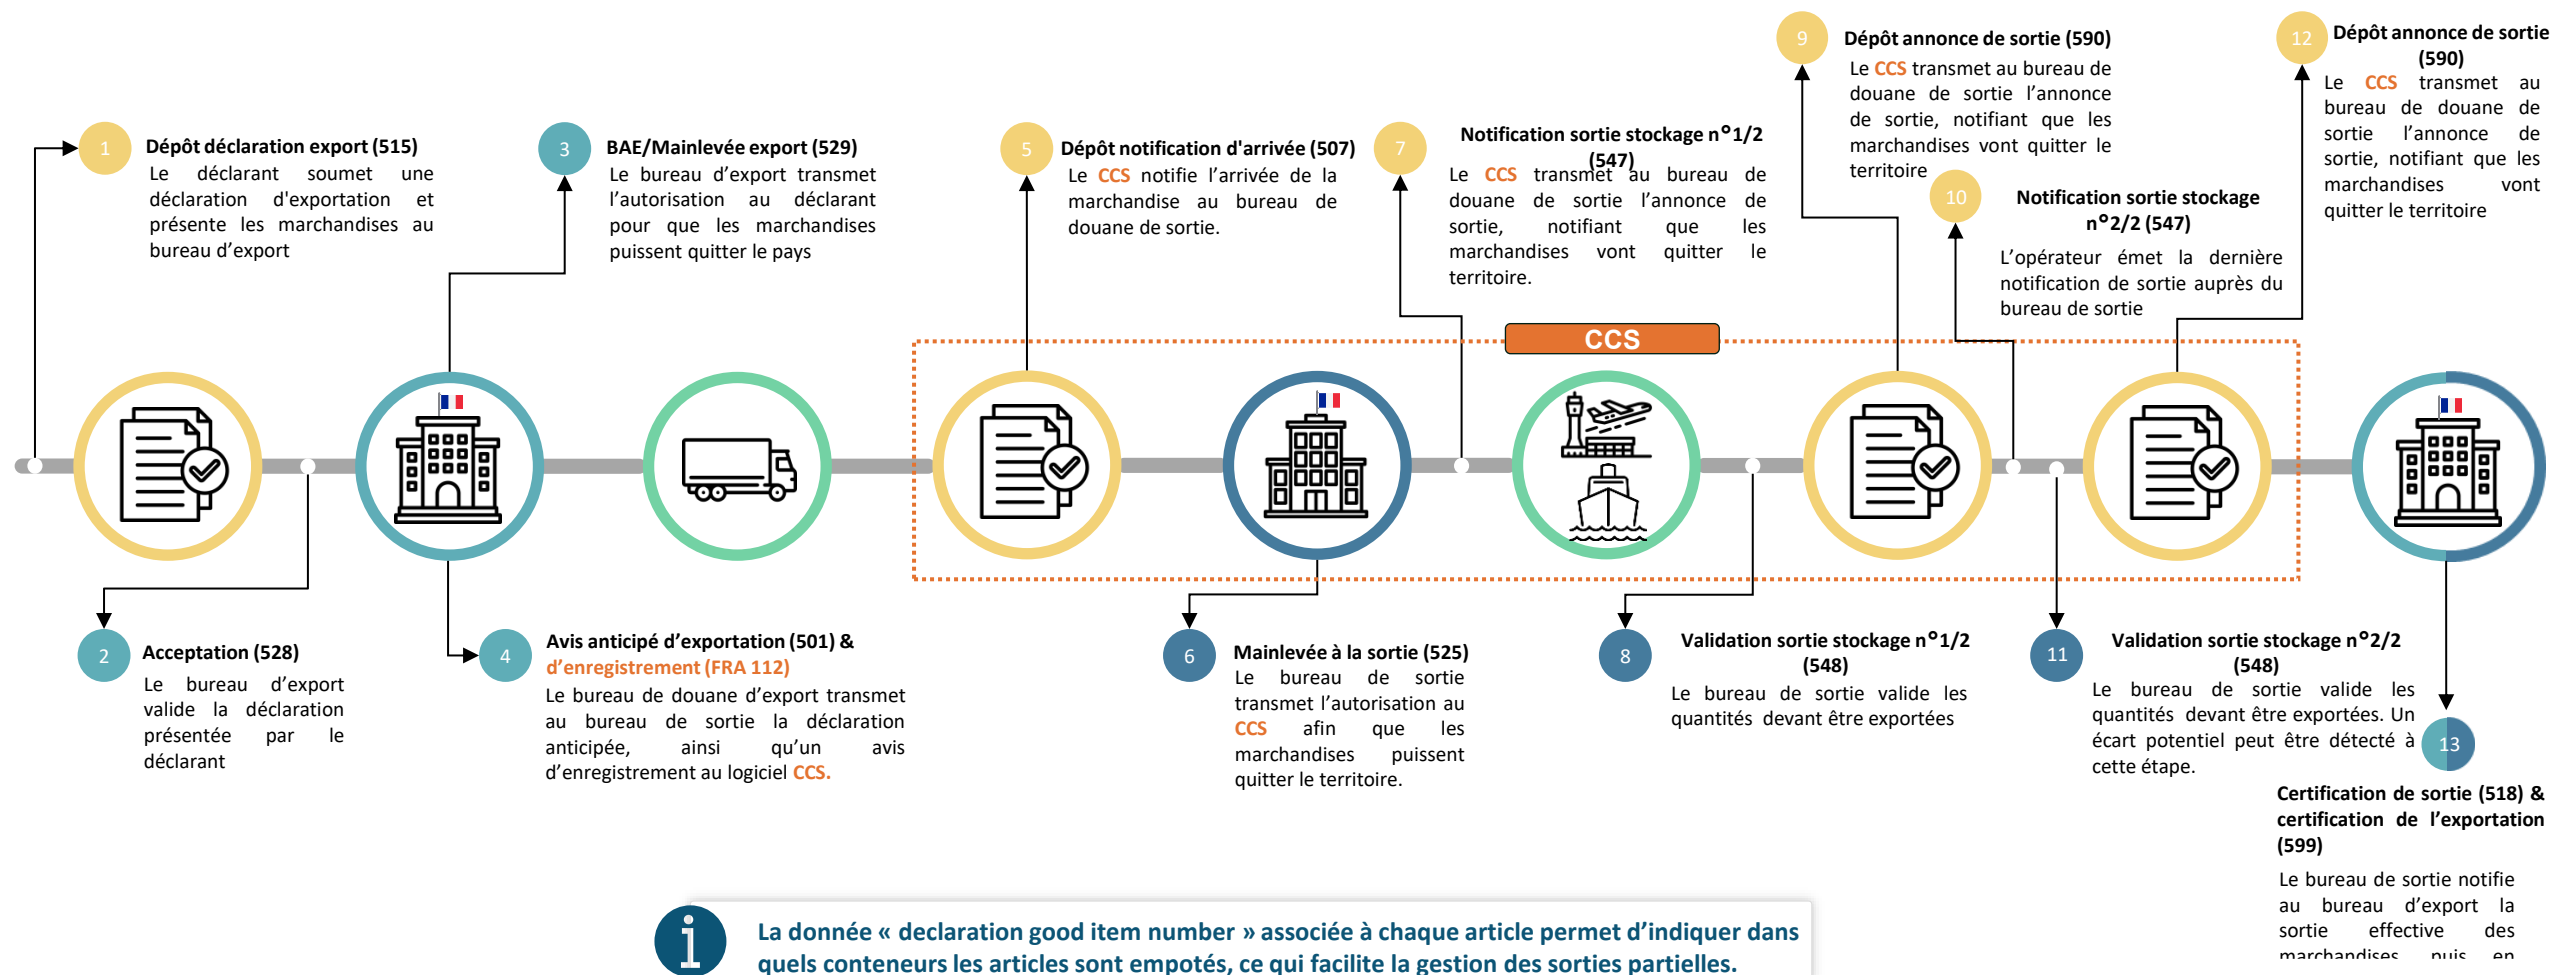 1
Dépôt déclaration export (515)
Le déclarant soumet une
déclaration d'exportation et
présente les marchandises au
bureau d'export
3
BAE/Mainlevée export (529)
Le bureau d'export transmet
l'autorisation au déclarant
pour que les marchandises
puissent quitter le pays
5
Dépôt notification d'arrivée (507)
Le CCS notifie l'arrivée de la
marchandise au bureau de
douane de sortie.
7
Notification sortie stockage n°1/2
(547)
Le CCS transmet au bureau de
douane de sortie l'annonce de
sortie, notifiant que les
marchandises vont quitter le
territoire.
9
Dépôt annonce de sortie (590)
Le CCS transmet au bureau de
douane de sortie l'annonce
de sortie, notifiant que les
marchandises vont quitter le
territoire
10
Notification sortie stockage
n°2/2 (547)
L'opérateur émet la dernière
notification de sortie auprès du
bureau de sortie
12
Dépôt annonce de sortie
(590)
Le CCS transmet au
bureau de douane de
sortie l'annonce de
sortie, notifiant que les
marchandises vont
quitter le territoire
CCS
2
Acceptation (528)
Le bureau d'export
valide la déclaration
présentée par le
déclarant
4
Avis anticipé d'exportation (501) &
d'enregistrement (FRA 112)
Le bureau de douane d'export transmet
au bureau de sortie la déclaration
anticipée, ainsi qu'un avis
d'enregistrement au logiciel CCS.
6
Mainlevée à la sortie (525)
Le bureau de sortie
transmet l'autorisation au
CCS afin que les
marchandises puissent
quitter le territoire.
8
Validation sortie stockage n°1/2
(548)
Le bureau de sortie valide les
quantités devant être exportées
11
Validation sortie stockage n°2/2
(548)
Le bureau de sortie valide les
quantités devant être exportées. Un
écart potentiel peut être détecté à
cette étape.
13
Certification de sortie (518) &
certification de l'exportation
(599)
Le bureau de sortie notifie
au bureau d'export la
sortie effective des
marchandises puis en
i
La donnée « declaration good item number » associée à chaque article permet d'indiquer dans
quels conteneurs les articles sont empotés, ce qui facilite la gestion des sorties partielles.